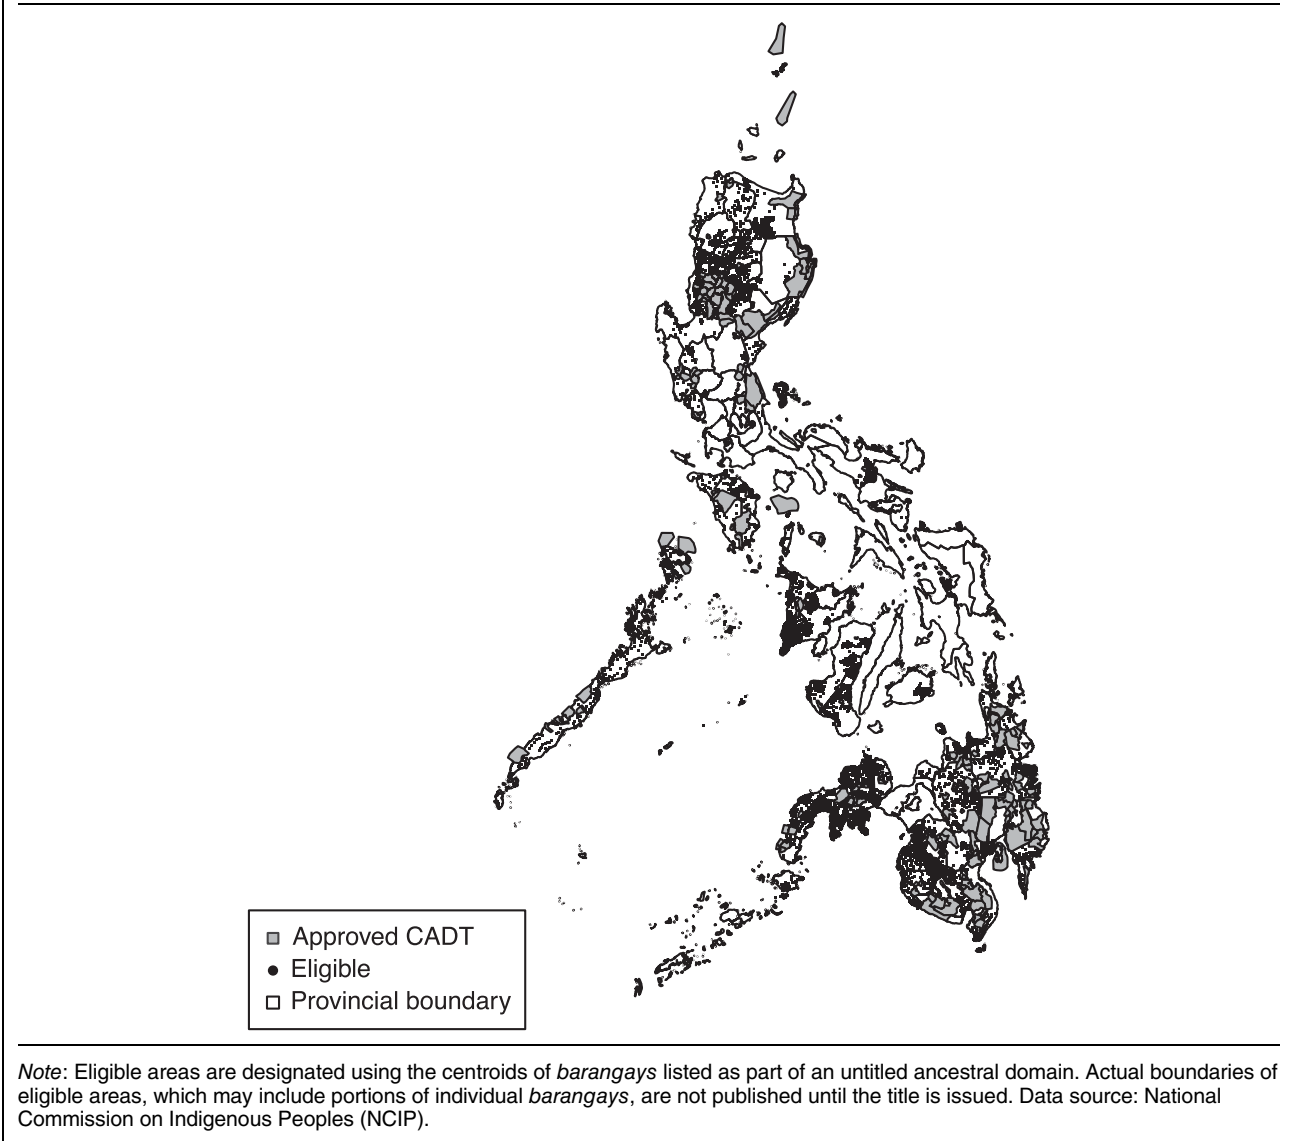 Approved CADT
Eligible
Provincial boundary
Note: Eligible areas are designated using the centroids of barangays listed as part of an untitled ancestral domain. Actual boundaries of
eligible areas, which may include portions of individual barangays, are not published until the title is issued. Data source: National
Commission on Indigenous Peoples (NCIP).